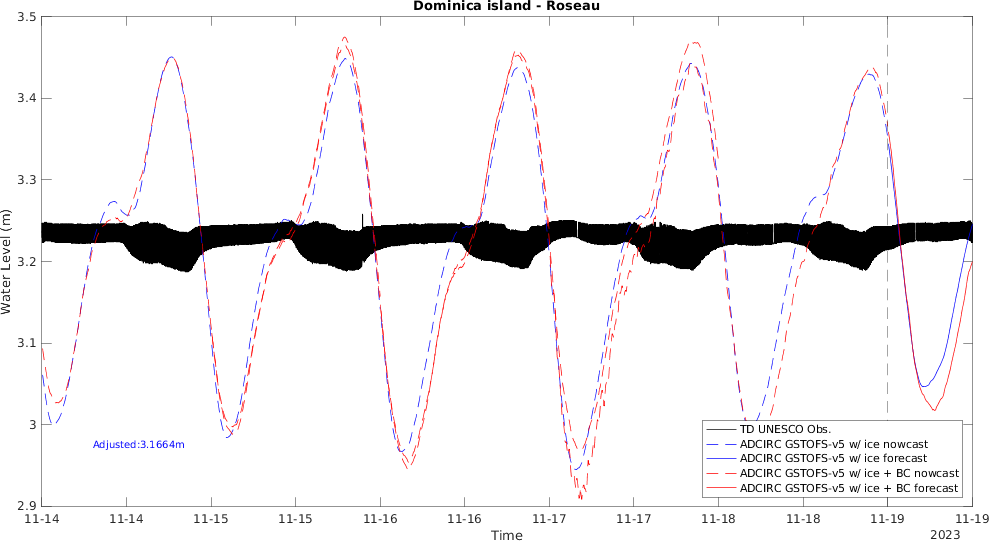 Dominica island - Roseau
3.5
3.4
3.3
3.2
3.1
3
2.9
Water Level (m)
Adjusted:3.1664m
TD UNESCO Obs.
ADCIRC GSTOFS-v5 w/ ice nowcast
ADCIRC GSTOFS-v5 w/ ice forecast
ADCIRC GSTOFS-v5 w/ ice + BC nowcast
ADCIRC GSTOFS-v5 w/ ice + BC forecast
11-14 11-14 11-15 11-15 11-16 11-16 11-17 11-17 11-18 11-18 11-19 11-19
Time
2023